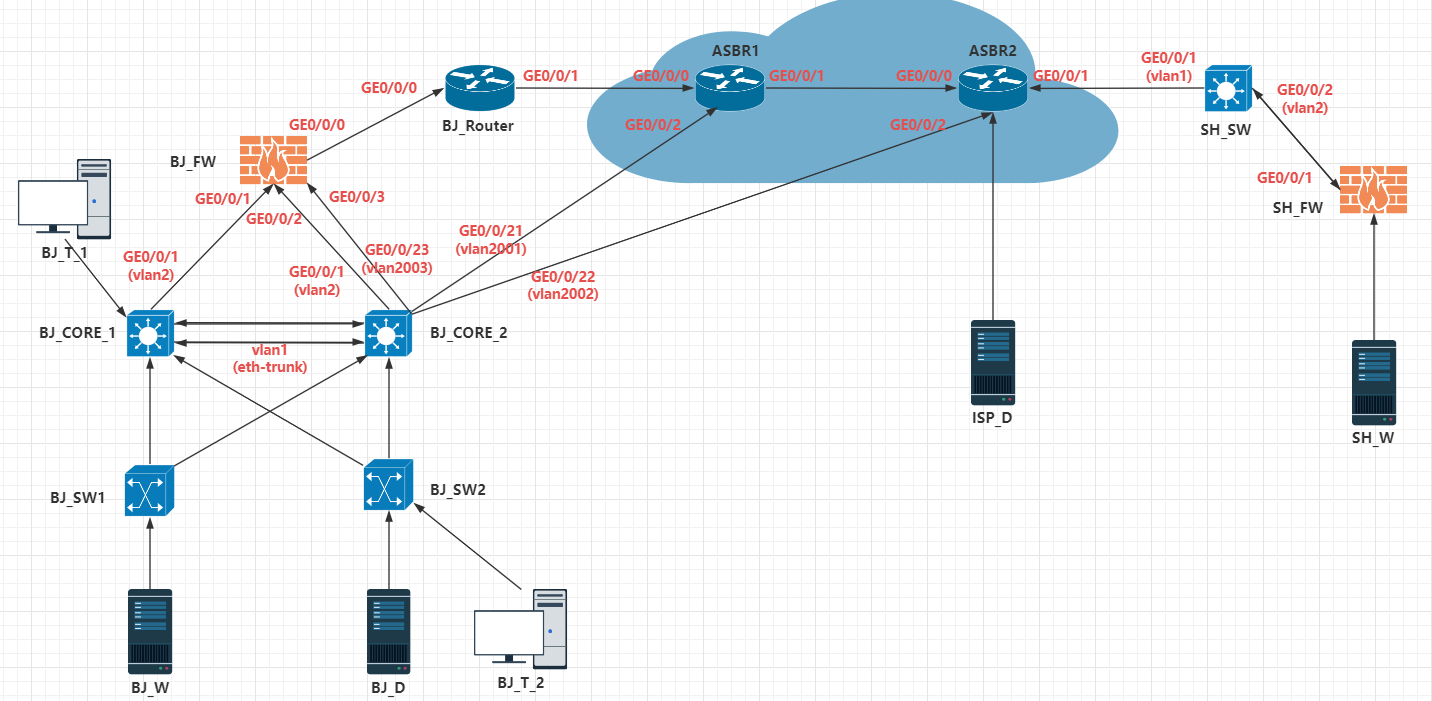 ASBR1
ASBR2
GE0/0/1
(vlan1)
GE0/0/0
GE0/0/1
GE0/0/0
GE0/0/1
GE0/0/0
GE0/0/1
GE0/0/2
(vlan2)
BJ_Router
GE0/0/0
GE0/0/2
GE0/0/2
SH_SW
BJ_FW
GE0/0/1
SH_FW
GE0/0/1
GE0/0/2
GE0/0/3
BJ_T_1
GE0/0/1
(vlan2)
GE0/0/1
(vlan2)
GE0/0/23
(vlan2003)
GE0/0/21
(vlan2001)
GE0/0/22
(vlan2002)
BJ_CORE_1
vlan1
(eth-trunk)
BJ_CORE_2
ISP_D
SH_W
BJ_SW1
BJ_SW2
BJ_W
BJ_D
BJ_T_2